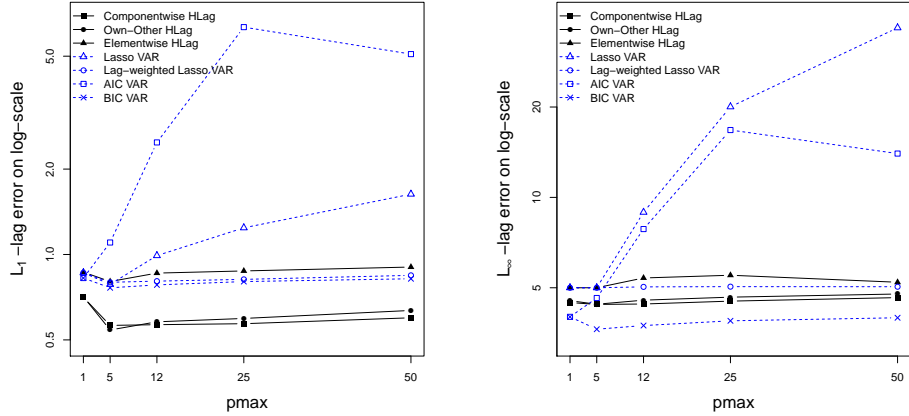 Componentwise HLag
Own−Other HLag
Elementwise HLag
Lasso VAR
Lag−weighted Lasso VAR
AIC VAR
BIC VAR
5.0
2.0
1.0
0.5
L1 −lag error on log−scale
1 5 12 25 50
pmax
Componentwise HLag
Own−Other HLag
Elementwise HLag
Lasso VAR
Lag−weighted Lasso VAR
AIC VAR
BIC VAR
20
10
5
L∞ −lag error on log−scale
1 5 12 25 50
pmax